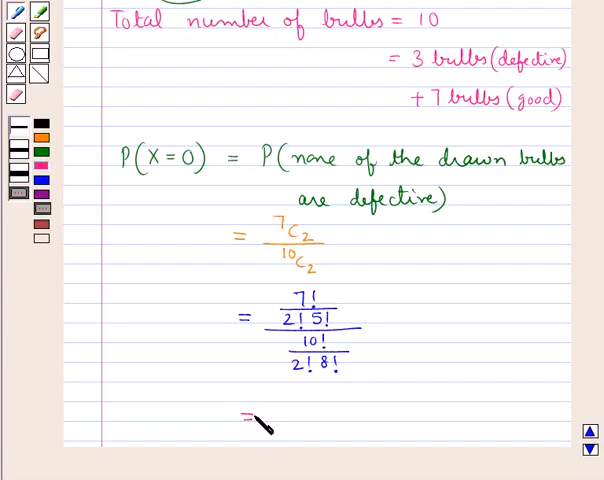 Total number of bulbs = 10
= 3 bulbs (defective)
+ 7 bulbs (good)
P(X=0) = P(none of the drawn bulbs
are defective)
= ⁷C₂ / ¹⁰C₂
= (7! / 2! 5!) / (10! / 2! 8!)
=